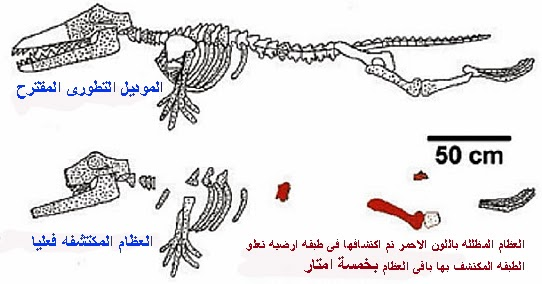 الموديل التطورى المقترح
50 cm
العظام المكتشفه فعليا
العظام المظلله باللون الاحمر تم اكتشافها فى طبقه ارضيه تعلو
الطبقه المكتشف بها باقى العظام بخمسة امتار